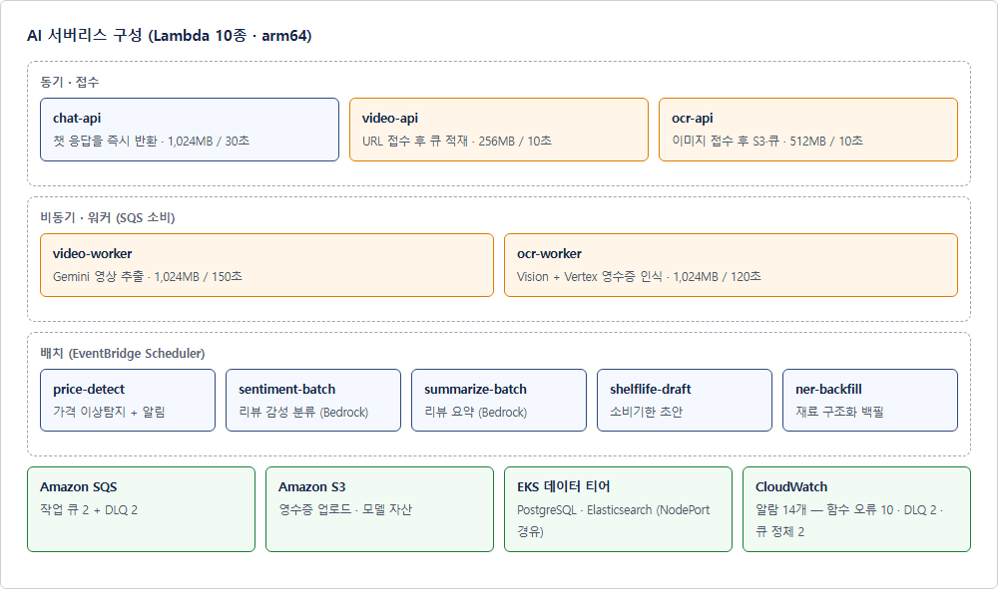 AI 서버리스 구성 (Lambda 10종 · arm64)
동기 · 접수
chat-api
챗 응답을 즉시 반환 · 1,024MB / 30초
video-api
URL 접수 후 큐 적재 · 256MB / 10초
ocr-api
이미지 접수 후 S3·큐 · 512MB / 10초
비동기 · 워커 (SQS 소비)
video-worker
Gemini 영상 추출 · 1,024MB / 150초
ocr-worker
Vision + Vertex 영수증 인식 · 1,024MB / 120초
배치 (EventBridge Scheduler)
price-detect
가격 이상탐지 + 알림
sentiment-batch
리뷰 감성 분류 (Bedrock)
summarize-batch
리뷰 요약 (Bedrock)
shelflife-draft
소비기한 초안
ner-backfill
재료 구조화 백필
Amazon SQS
작업 큐 2 + DLQ 2
Amazon S3
영수증 업로드 · 모델 자산
EKS 데이터 티어
PostgreSQL · Elasticsearch (NodePort
경유)
CloudWatch
알람 14개 — 함수 오류 10 · DLQ 2 ·
큐 정체 2